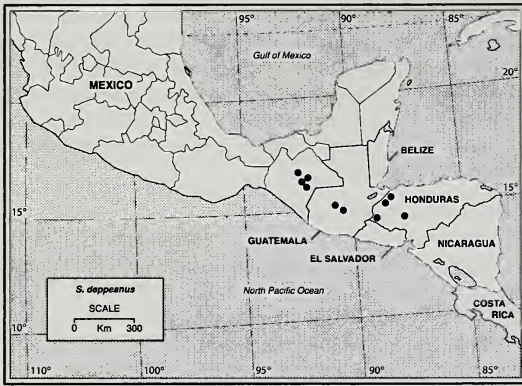 95°
90°
85°
Gulf of Mexico
20°
MEXICO
BELIZE
15°
HONDURAS
15°
GUATEMALA
NICARAGUA
EL SALVADOR
S. deppeanus
SCALE
0 Km 300
North Pacific Ocean
COSTA
RICA
10°
110°
100°
95°
90°
85°